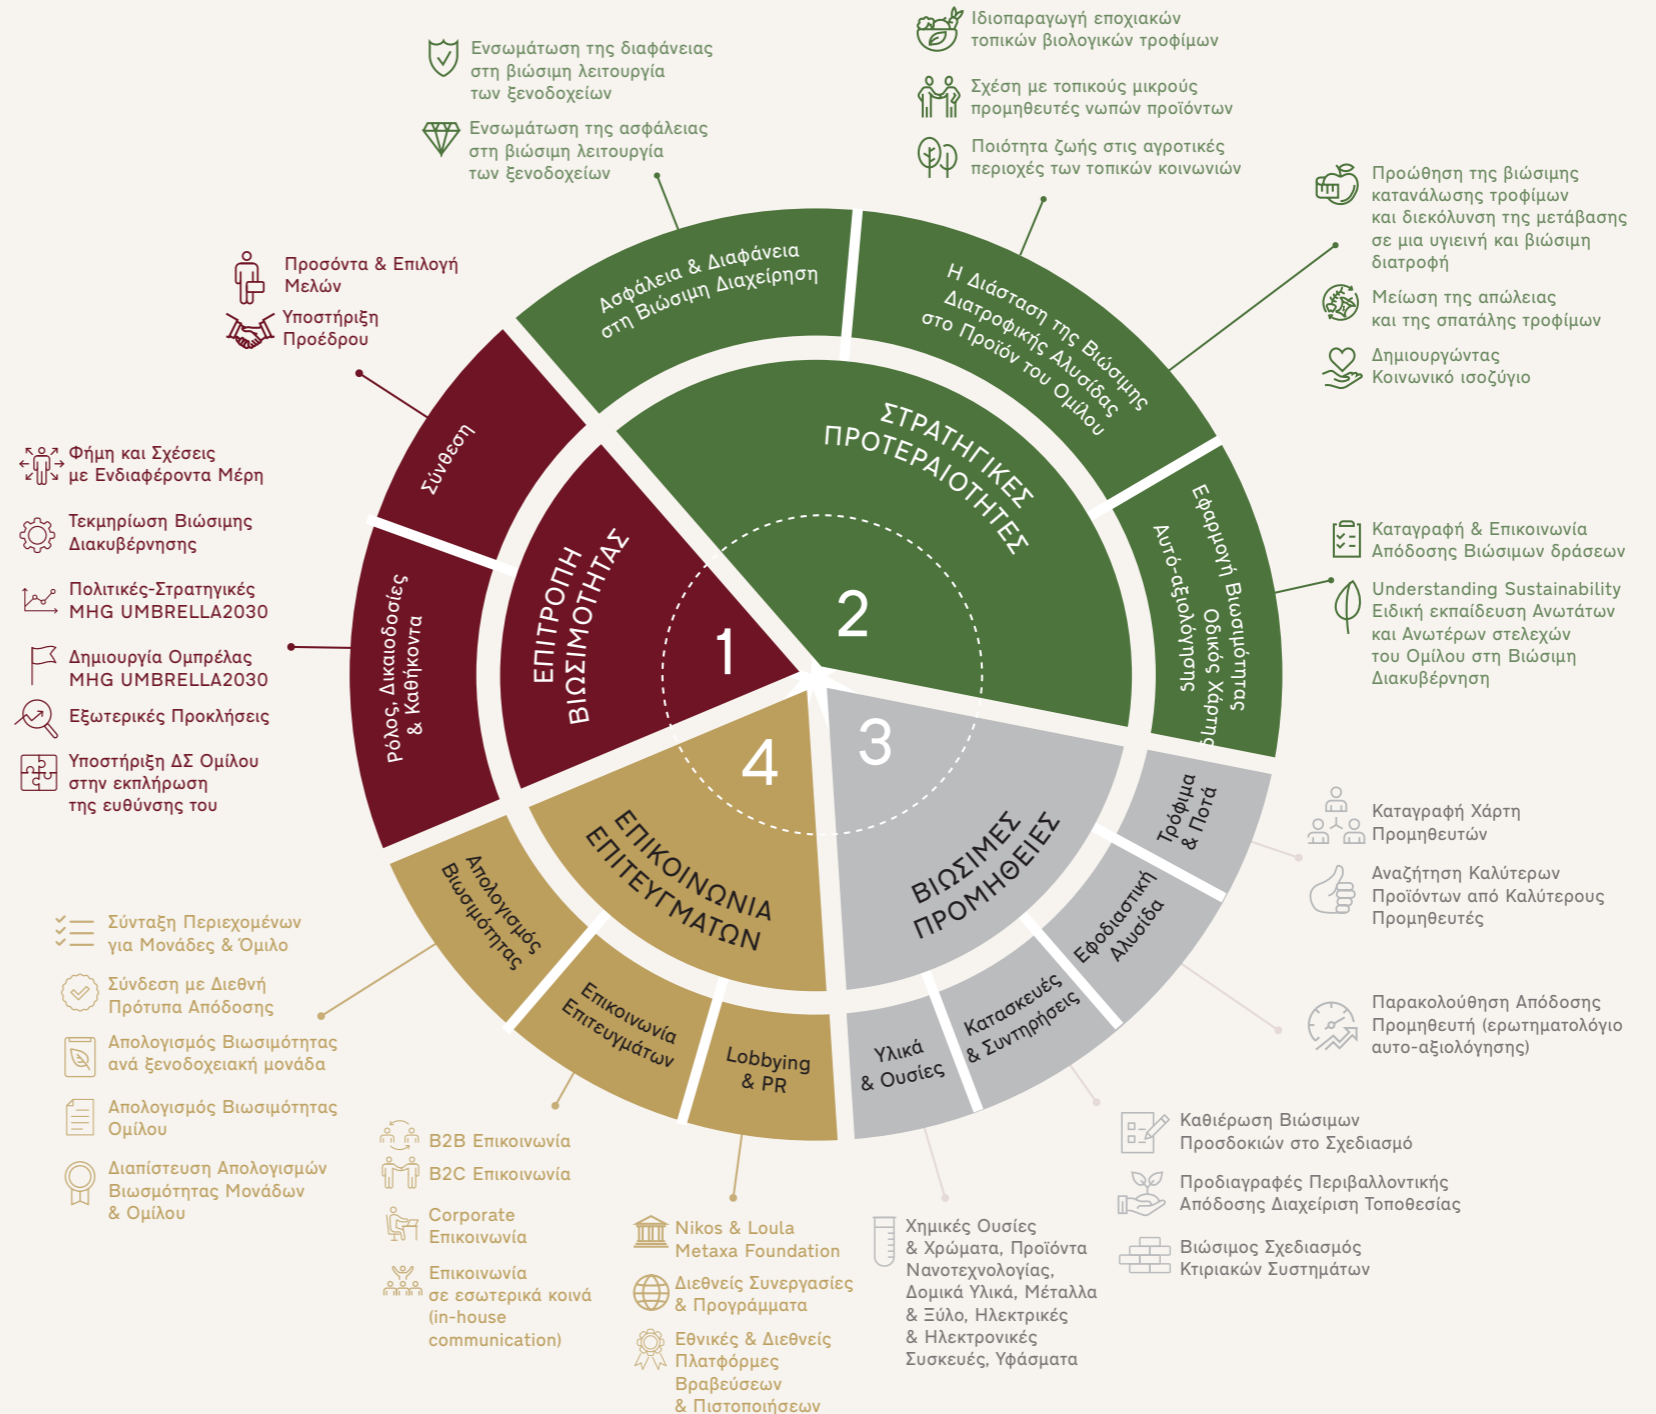 Ενσωμάτωση της διαφάνειας
στη βιώσιμη λειτουργία
των ξενοδοχείων
Ενσωμάτωση της ασφάλειας
στη βιώσιμη λειτουργία
των ξενοδοχείων
Ιδιοπαραγωγή εποχιακών
τοπικών βιολογικών τροφίμων
Σχέση με τοπικούς μικρούς
προμηθευτές νωπών προϊόντων
Ποιότητα ζωής στις αγροτικές
περιοχές των τοπικών κοινωνιών
Προώθηση της βιώσιμης
κατανάλωσης τροφίμων
και διεκόλυνση της μετάβασης
σε μια υγιεινή και βιώσιμη
διατροφή
Μείωση της απώλειας
και της σπατάλης τροφίμων
Δημιουργώντας
Κοινωνικό ισοζύγιο
Προσόντα & Επιλογή
Μελών
Υποστήριξη
Προέδρου
Φήμη και Σχέσεις
με Ενδιαφέροντα Μέρη
Τεκμηρίωση Βιώσιμης
Διακυβέρνησης
Πολιτικές-Στρατηγικές
MHG UMBRELLA2030
Δημιουργία Ομπρέλας
MHG UMBRELLA2030
Εξωτερικές Προκλήσεις
Υποστήριξη ΔΣ Ομίλου
στην εκπλήρωση
της ευθύνσης του
Σύνθεση
Ρόλος, Δικαιοδοσίες
& Καθήκοντα
ΕΠΙΤΡΟΠΗ
ΒΙΩΣΙΜΟΤΗΤΑΣ
1
Ασφάλεια & Διαφάνεια
στη Βιώσιμη Διαχείρηση
Η Διάσταση της Βιώσιμης
Διατροφικής Αλυσίδας
στο Προϊόν του Ομίλου
Εφαρμογή Βιωσιμότητας
Οδικός Χάρτης
Αυτό-αξιολόγησης
ΣΤΡΑΤΗΓΙΚΕΣ
ΠΡΟΤΕΡΑΙΟΤΗΤΕΣ
2
Καταγραφή & Επικοινωνία
Απόδοσης Βιώσιμων δράσεων
Understanding Sustainability
Ειδική εκπαίδευση Ανωτάτων
και Ανωτέρων στελεχών
του Ομίλου στη Βιώσιμη
Διακυβέρνηση
3
ΒΙΩΣΙΜΕΣ
ΠΡΟΜΗΘΕΙΕΣ
Τρόφιμα
& Ποτά
Εφοδιαστική
Αλυσίδα
Κατασκευές
& Συντηρήσεις
Υλικά
& Ουσίες
Καταγραφή Χάρτη
Προμηθευτών
Αναζήτηση Καλύτερων
Προϊόντων από Καλύτερους
Προμηθευτές
Παρακολούθηση Απόδοσης
Προμηθευτή (ερωτηματολόγιο
αυτο-αξιολόγησης)
Καθιέρωση Βιώσιμων
Προσδοκιών στο Σχεδιασμό
Προδιαγραφές Περιβαλλοντικής
Απόδοσης Διαχείριση Τοποθεσίας
Βιώσιμος Σχεδιασμός
Κτιριακών Συστημάτων
Χημικές Ουσίες
& Χρώματα, Προϊόντα
Νανοτεχνολογίας,
Δομικά Υλικά, Μέταλλα
& Ξύλο, Ηλεκτρικές
& Ηλεκτρονικές
Συσκευές, Υφάσματα
4
ΕΠΙΚΟΙΝΩΝΙΑ
ΕΠΙΤΕΥΓΜΑΤΩΝ
Απολογισμός
Βιωσιμότητας
Επικοινωνία
Επιτευγμάτων
Lobbying
& PR
Σύνταξη Περιεχομένων
για Μονάδες & Όμιλο
Σύνδεση με Διεθνή
Πρότυπα Απόδοσης
Απολογισμός Βιωσιμότητας
ανά ξενοδοχειακή μονάδα
Απολογισμός Βιωσιμότητας
Ομίλου
Διαπίστευση Απολογισμών
Βιωσμότητας Μονάδων
& Ομίλου
B2B Επικοινωνία
B2C Επικοινωνία
Corporate
Επικοινωνία
Επικοινωνία
σε εσωτερικά κοινά
(in-house
communication)
Nikos & Loula
Metaxa Foundation
Διεθνείς Συνεργασίες
& Προγράμματα
Εθνικές & Διεθνείς
Πλατφόρμες
Βραβεύσεων
& Πιστοποιήσεων